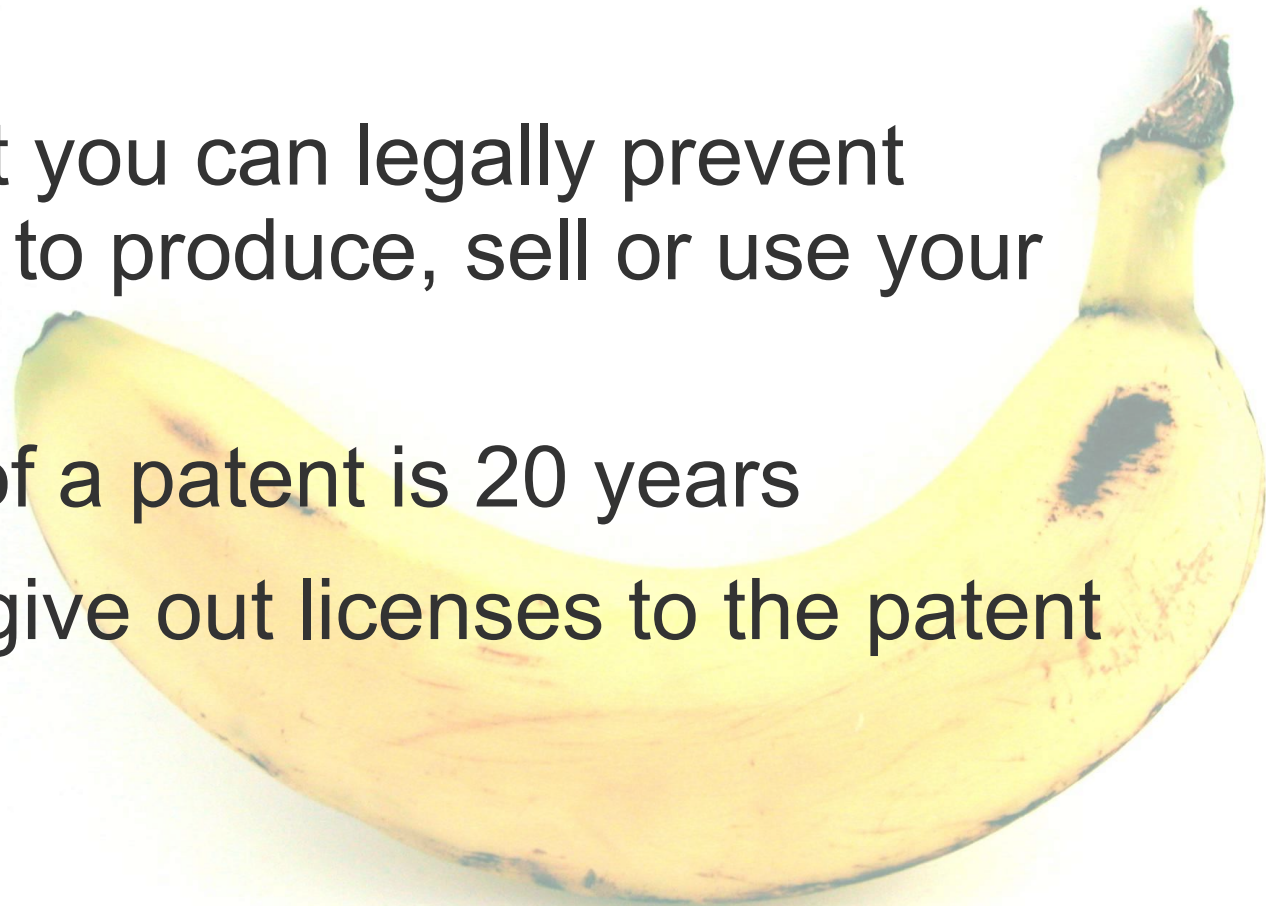 you can legally prevent
to produce, sell or use your
of a patent is 20 years
give out licenses to the patent